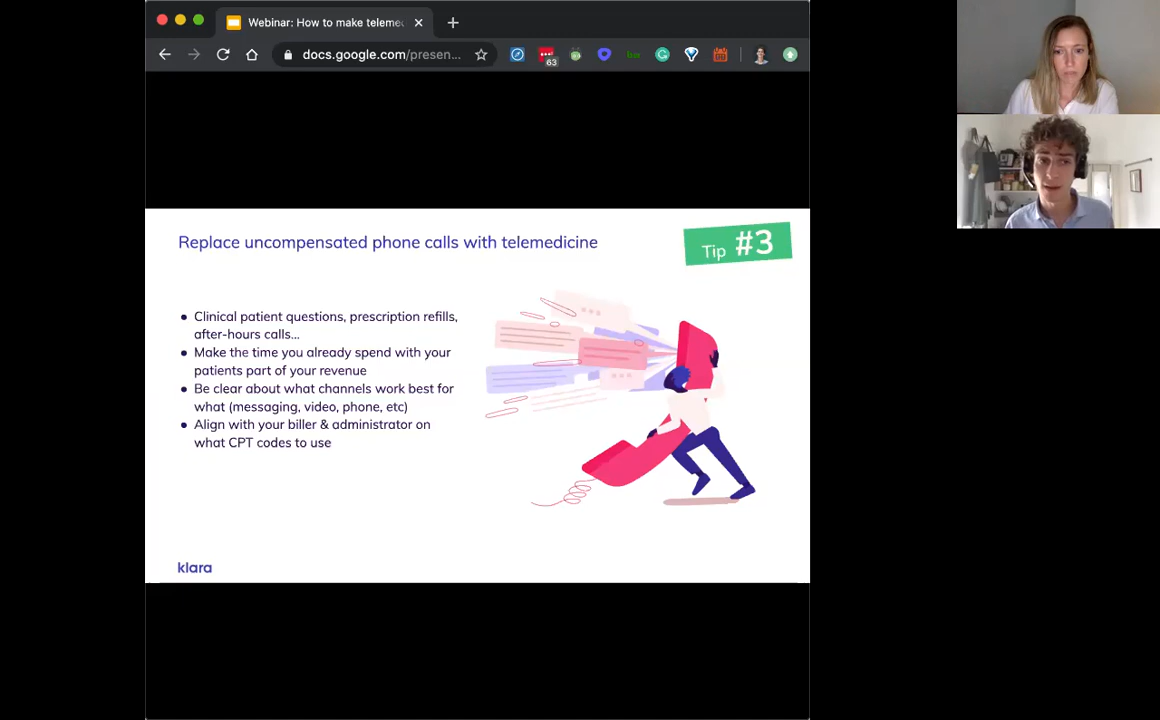 Webinar: How to make teleme
docs.google.com/presen...
63
Replace uncompensated phone calls with telemedicine
Tip #3
● Clinical patient questions, prescription refills,
after-hours calls...
● Make the time you already spend with your
patients part of your revenue
● Be clear about what channels work best for
what (messaging, video, phone, etc)
● Align with your biller & administrator on
what CPT codes to use
klara